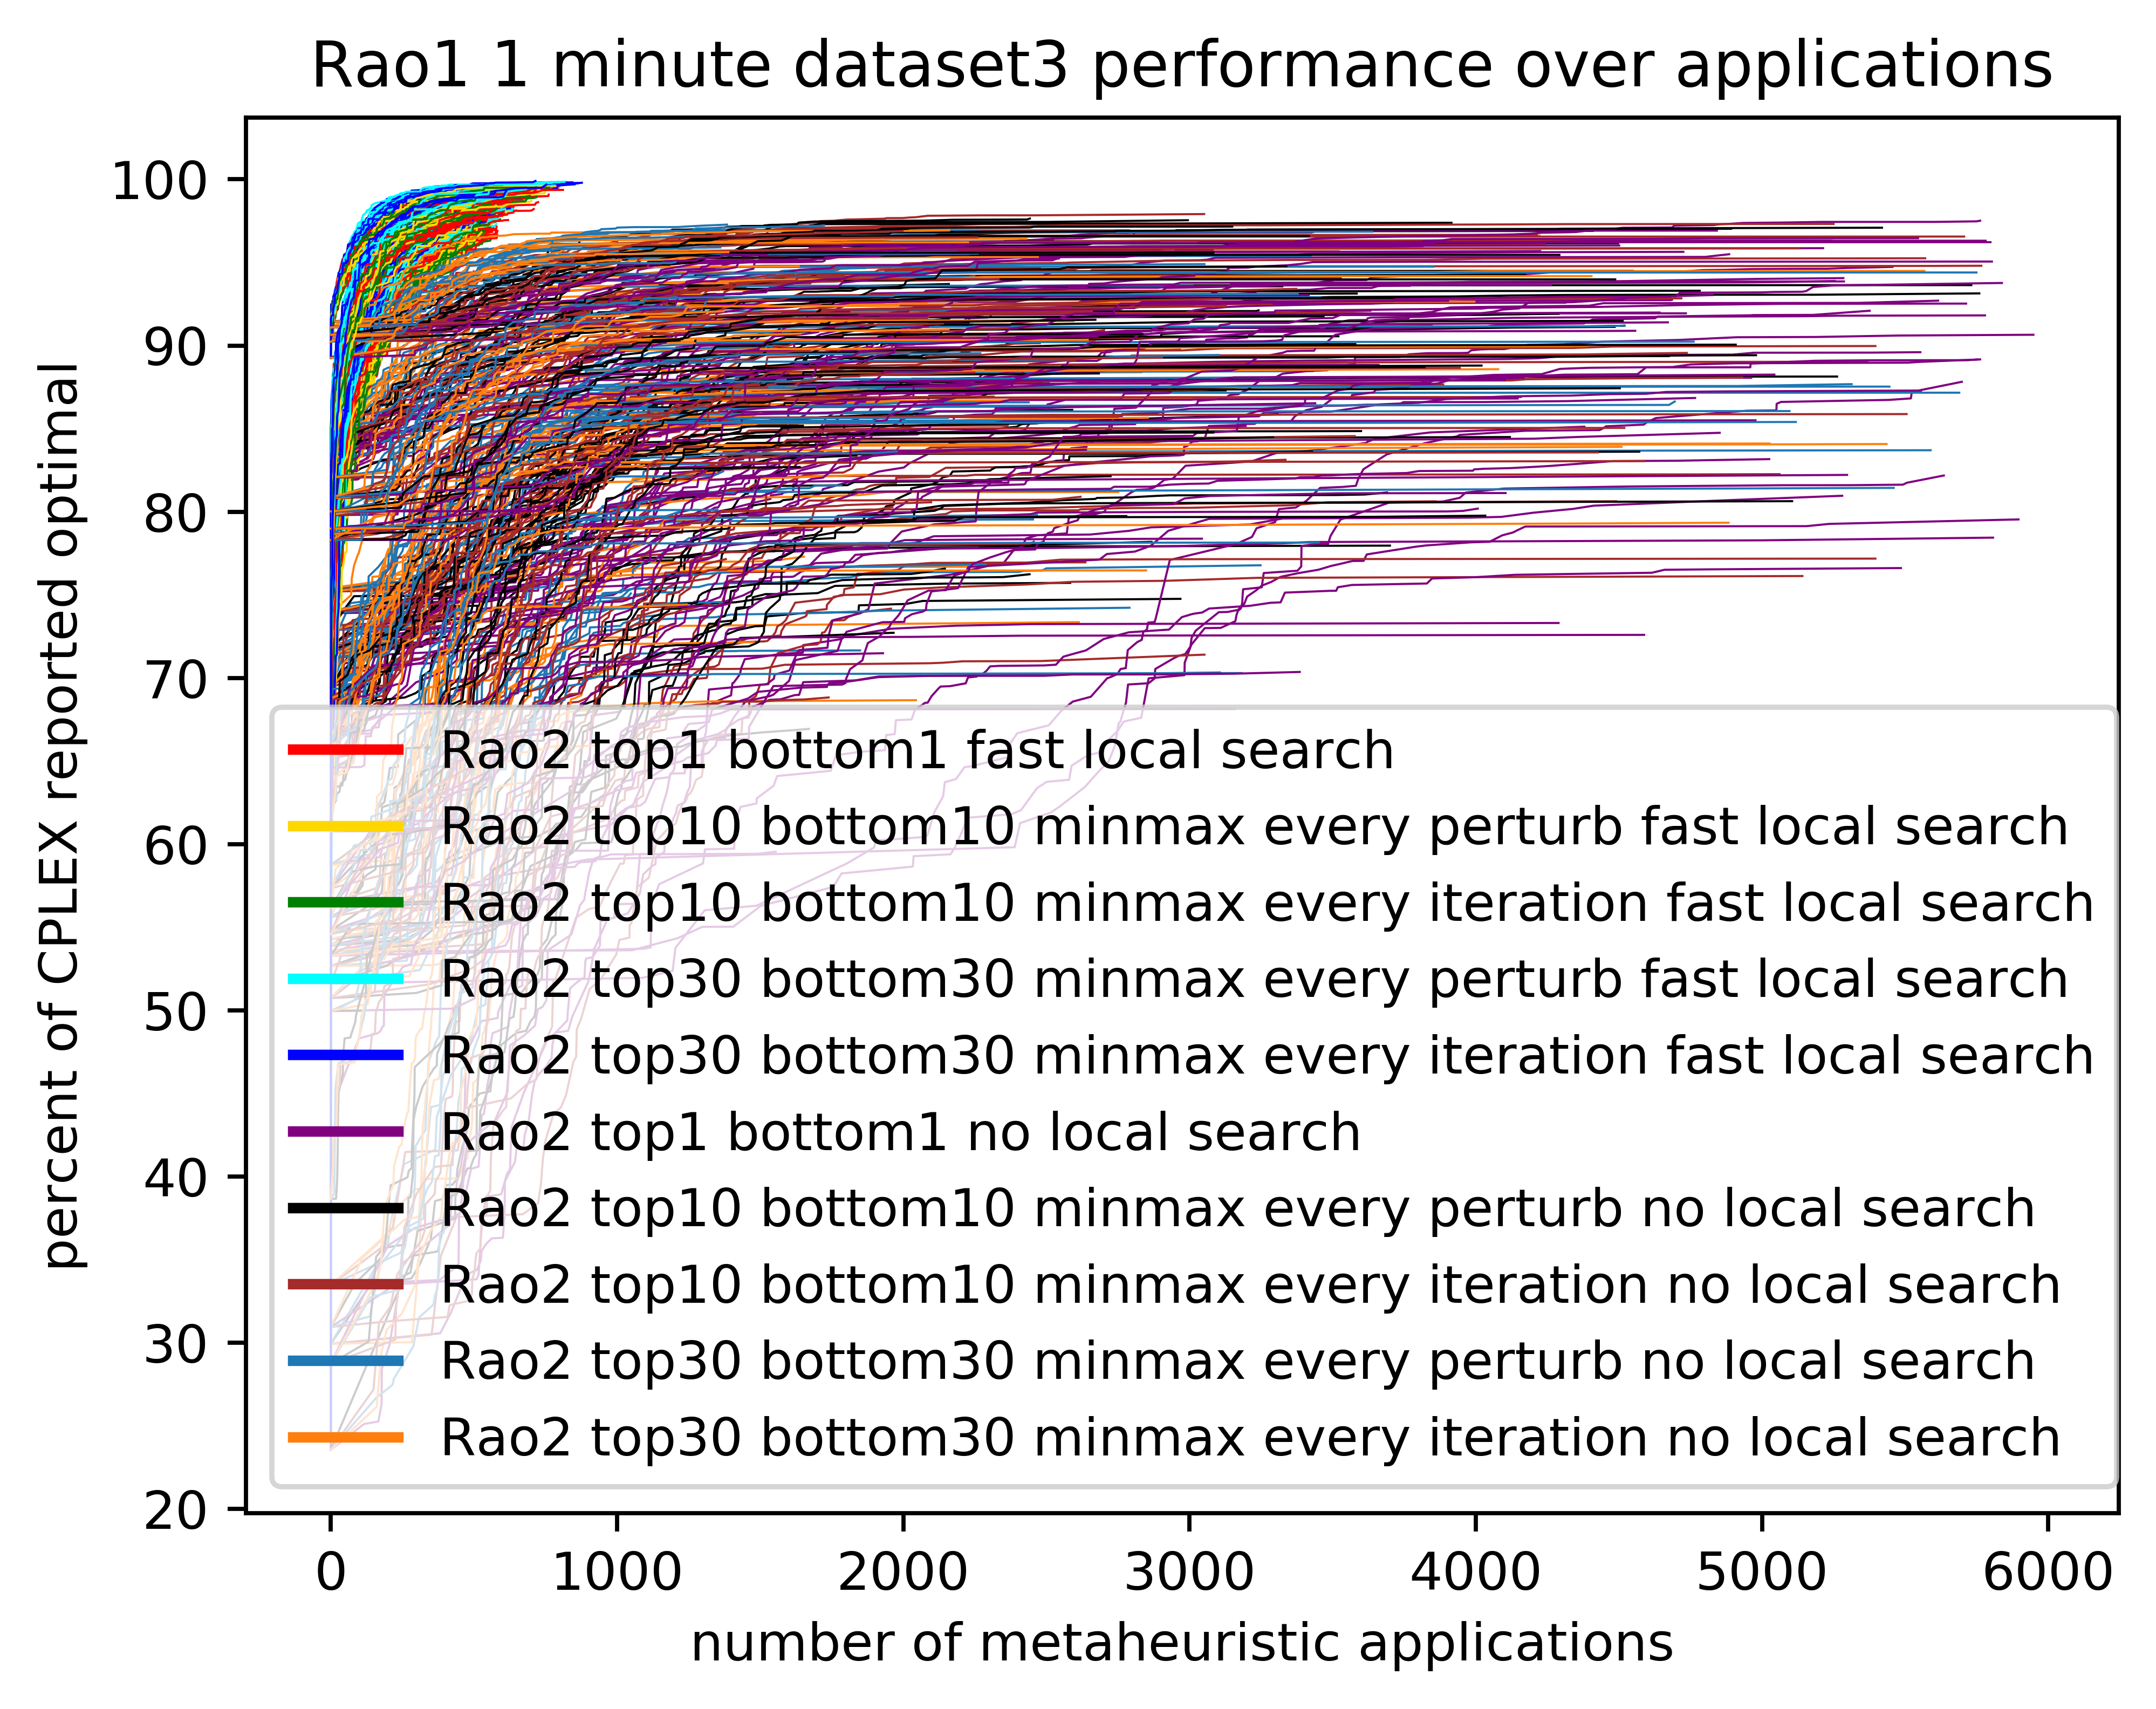 Rao1 1 minute dataset3 performance over applications
percent of CPLEX reported optimal
100
90
80
70
60
50
40
30
20
Rao2 top1 bottom1 fast local search
Rao2 top10 bottom10 minmax every perturb fast local search
Rao2 top10 bottom10 minmax every iteration fast local search
Rao2 top30 bottom30 minmax every perturb fast local search
Rao2 top30 bottom30 minmax every iteration fast local search
Rao2 top1 bottom1 no local search
Rao2 top10 bottom10 minmax every perturb no local search
Rao2 top10 bottom10 minmax every iteration no local search
Rao2 top30 bottom30 minmax every perturb no local search
Rao2 top30 bottom30 minmax every iteration no local search
0 1000 2000 3000 4000 5000 6000
number of metaheuristic applications